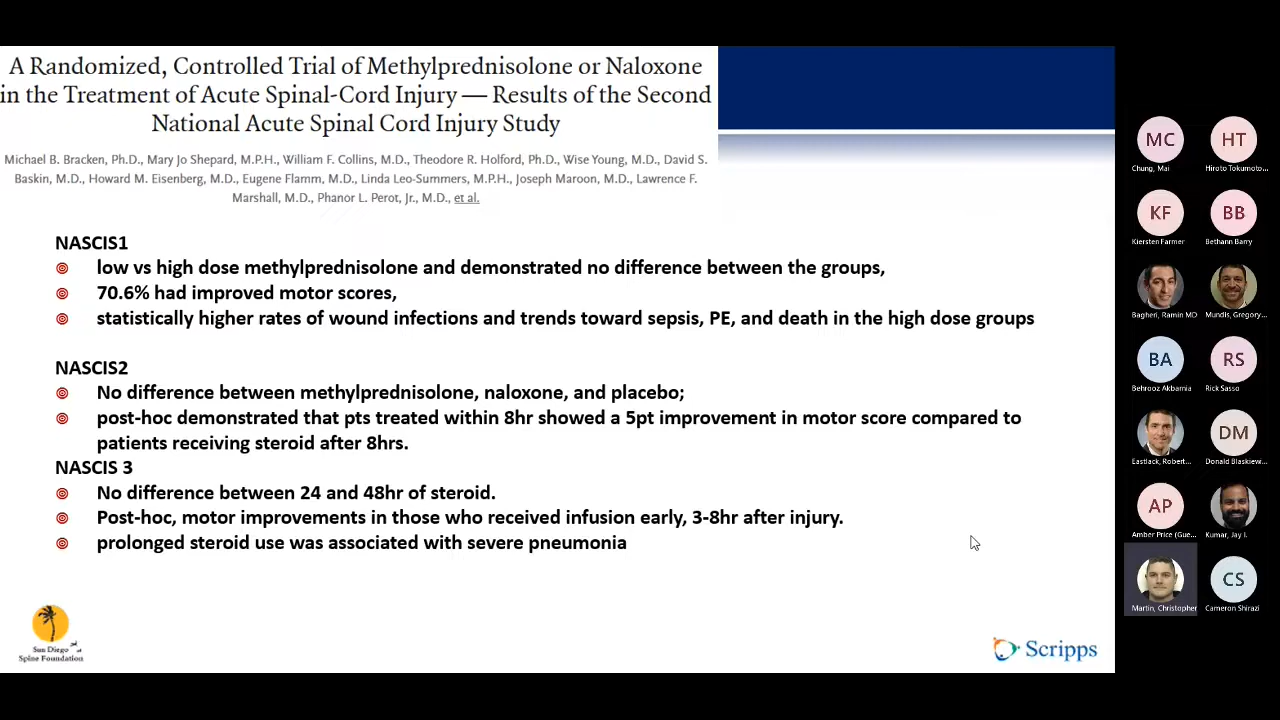 A Randomized, Controlled Trial of Methylprednisolone or Naloxone
in the Treatment of Acute Spinal-Cord Injury — Results of the Second
National Acute Spinal Cord Injury Study
Michael B. Bracken, Ph.D., Mary Jo Shepard, M.P.H., William F. Collins, M.D., Theodore R. Holford, Ph.D., Wise Young, M.D., David S.
Baskin, M.D., Howard M. Eisenberg, M.D., Eugene Flamm, M.D., Linda Leo-Summers, M.P.H., Joseph Maroon, M.D., Lawrence F.
Marshall, M.D., Phanor L. Perot, Jr., M.D., et al.
NASCIS1
low vs high dose methylprednisolone and demonstrated no difference between the groups,
70.6% had improved motor scores,
statistically higher rates of wound infections and trends toward sepsis, PE, and death in the high dose groups
NASCIS2
No difference between methylprednisolone, naloxone, and placebo;
post-hoc demonstrated that pts treated within 8hr showed a 5pt improvement in motor score compared to
patients receiving steroid after 8hrs.
NASCIS 3
No difference between 24 and 48hr of steroid.
Post-hoc, motor improvements in those who received infusion early, 3-8hr after injury.
prolonged steroid use was associated with severe pneumonia
San Diego
Spine Foundation
Scripps
MC
Chung, Mai
HT
Hiroto Tokumoto...
KF
Kiersten Farmer
BB
Bethann Barry
Bagheri, Ramin MD
Mundis, Gregory...
BA
Behrooz Akbarnia
RS
Rick Sasso
Eastlack, Robert...
DM
Donald Blaskiew...
AP
Amber Price (Gue...
Kumar, Jay I.
Martin, Christopher
CS
Cameron Shirazi